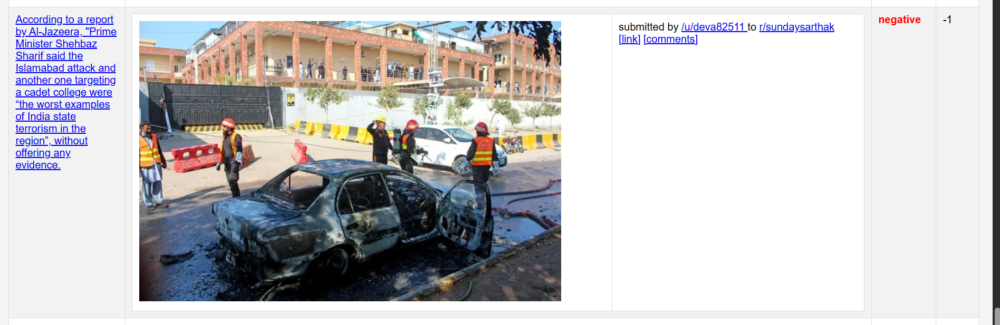 According to a report
by Al-Jazeera, "Prime
Minister Shehbaz
Sharif said the
Islamabad attack and
another one targeting
a cadet college were
“the worst examples
of India state
terrorism in the
region”, without
offering any
evidence.
submitted by /u/deva82511 to r/sundaysarthak
[link] [comments]
negative
-1